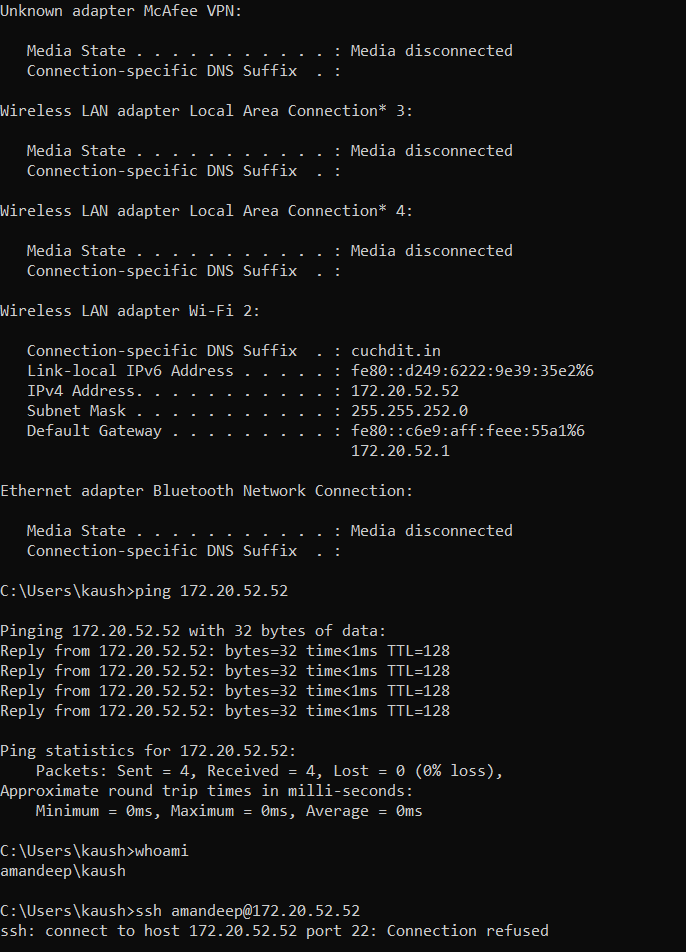 Unknown adapter McAfee VPN:
Media State . . . . . . . . . . . : Media disconnected
Connection-specific DNS Suffix  . :
Wireless LAN adapter Local Area Connection* 3:
Media State . . . . . . . . . . . : Media disconnected
Connection-specific DNS Suffix  . :
Wireless LAN adapter Local Area Connection* 4:
Media State . . . . . . . . . . . : Media disconnected
Connection-specific DNS Suffix  . :
Wireless LAN adapter Wi-Fi 2:
Connection-specific DNS Suffix  . : cuchdit.in
Link-local IPv6 Address . . . . . : fe80::d249:6222:9e39:35e2%6
IPv4 Address. . . . . . . . . . . : 172.20.52.52
Subnet Mask . . . . . . . . . . . : 255.255.252.0
Default Gateway . . . . . . . . . : fe80::c6e9:aff:feee:55a1%6
172.20.52.1
Ethernet adapter Bluetooth Network Connection:
Media State . . . . . . . . . . . : Media disconnected
Connection-specific DNS Suffix  . :
C:\Users\kaush>ping 172.20.52.52
Pinging 172.20.52.52 with 32 bytes of data:
Reply from 172.20.52.52: bytes=32 time<1ms TTL=128
Reply from 172.20.52.52: bytes=32 time<1ms TTL=128
Reply from 172.20.52.52: bytes=32 time<1ms TTL=128
Reply from 172.20.52.52: bytes=32 time<1ms TTL=128
Ping statistics for 172.20.52.52:
Packets: Sent = 4, Received = 4, Lost = 0 (0% loss),
Approximate round trip times in milli-seconds:
Minimum = 0ms, Maximum = 0ms, Average = 0ms
C:\Users\kaush>whoami
amandeep\kaush
C:\Users\kaush>ssh amandeep@172.20.52.52
ssh: connect to host 172.20.52.52 port 22: Connection refused